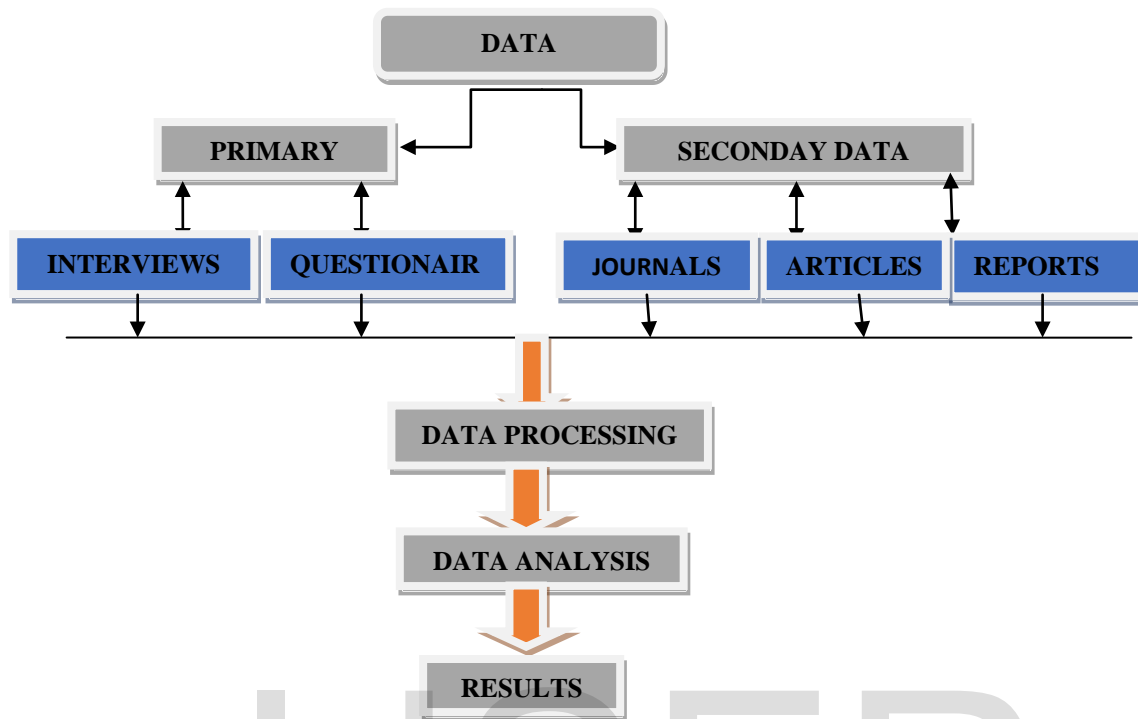 DATA
PRIMARY
SECONDAY DATA
INTERVIEWS
QUESTIONAIR
JOURNALS
ARTICLES
REPORTS
DATA PROCESSING
DATA ANALYSIS
RESULTS